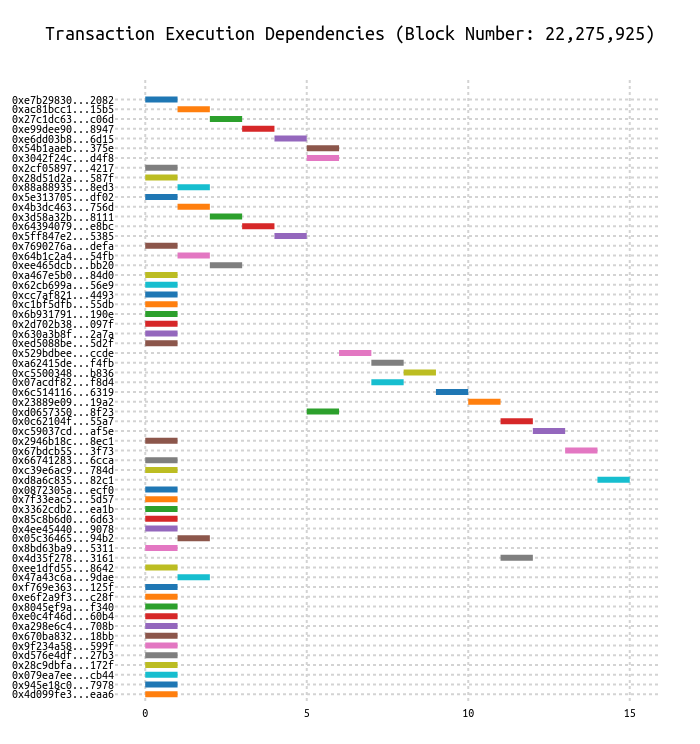 Transaction Execution Dependencies (Block Number: 22,275,925)
0xe7b29830...2082
0xac81bcc1...15b5
0x27c1dc63...c06d
0xe99dee90...8947
0xe6dd03b8...6d15
0x54b1aaeb...375e
0x3042f24c...d4f8
0x2cf05897...4217
0x28d51d2a...587f
0x88a88935...8ed3
0x5e313705...df02
0x4b3dc463...756d
0x3d58a32b...8111
0x64394079...e8bc
0x5ff847e2...5385
0x7690276a...defa
0x64b1c2a4...54fb
0xee465dcb...bb20
0xa467e5b0...84d0
0x62cb699a...56e9
0xcc7af821...4493
0xc1bf5dfb...55db
0x6b931791...190e
0x2d702b38...097f
0x630a3b8f...2a7a
0xed5088be...5d2f
0x529bdbee...ccde
0xa62415de...f4fb
0xc5500348...b836
0x07acdf82...f8d4
0x6c514116...6319
0x23889e09...19a2
0xd0657350...8f23
0x0c62104f...55a7
0xc59037cd...af5e
0x2946b18c...8ec1
0x67bdcb55...3f73
0x66741283...6cca
0xc39e6ac9...784d
0xd8a6c835...82c1
0x0872305a...ecf0
0x7f33eac5...5d57
0x3362cdb2...ea1b
0x85c8b6d0...6d63
0x4ee45440...9078
0x05c36465...94b2
0x8bd63ba9...5311
0x4d35f278...3161
0xee1dfd55...8642
0x47a43c6a...9dae
0xf769e363...125f
0xe6f2a9f3...c28f
0x8045ef9a...f340
0xe0c4f46d...60b4
0xa298e6c4...708b
0x670ba832...18bb
0x9f234a58...599f
0xd576e4df...27b3
0x28c9dbfa...172f
0x079ea7ee...cb44
0x945e18c0...7978
0x4d099fe3...eaa6
0 5 10 15